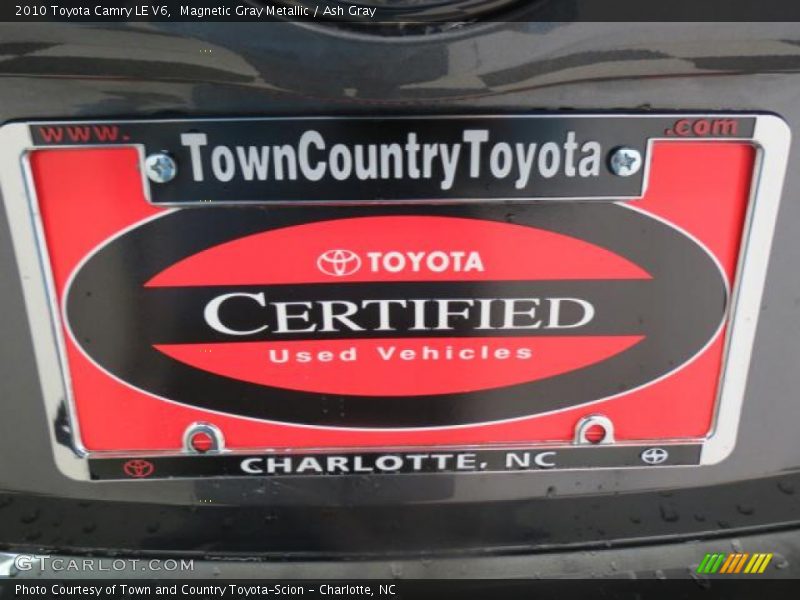 2010 Toyota Camry LE V6,  Magnetic Gray Metallic / Ash Gray
www. TownCountryToyota .com
TOYOTA
CERTIFIED
Used Vehicles
CHARLOTTE, NC
GTCARLOT.COM
Photo Courtesy of Town and Country Toyota-Scion - Charlotte, NC